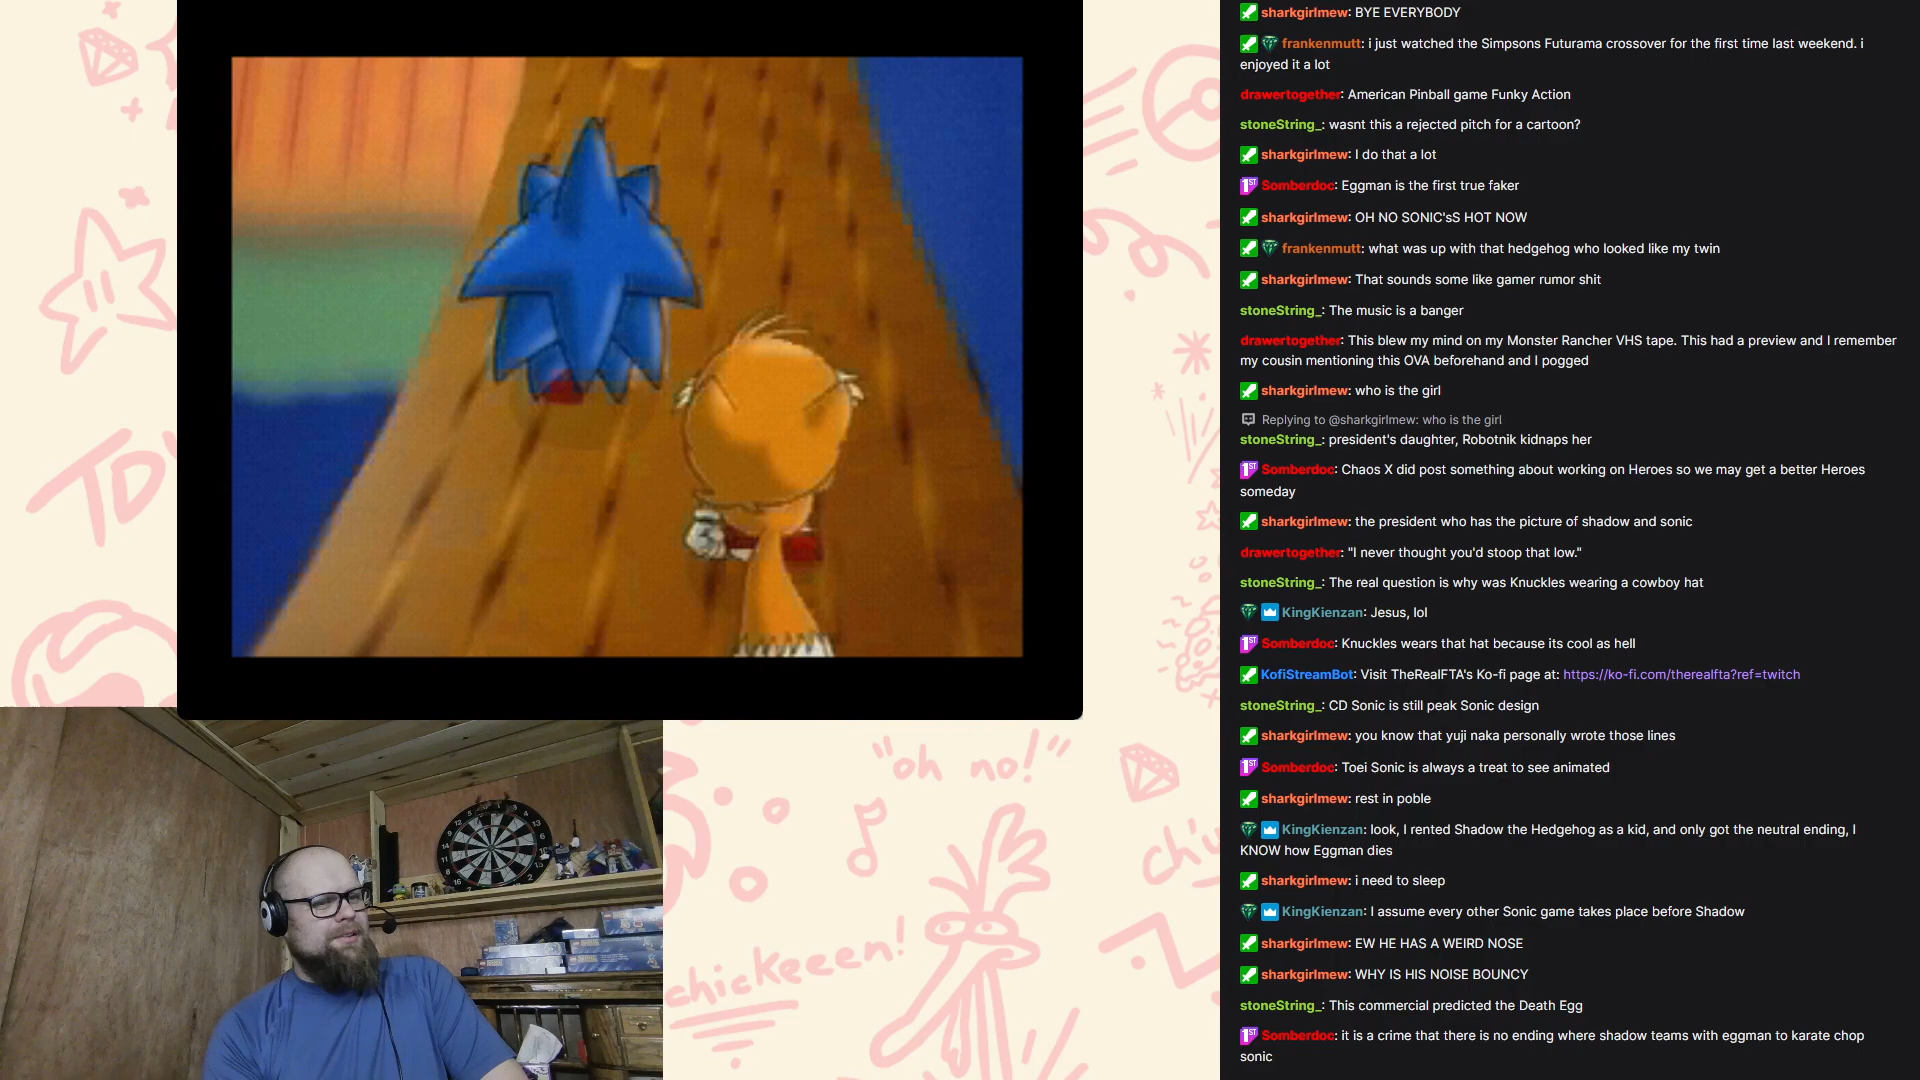 sharkgirlmew: BYE EVERYBODY
frankenmutt: i just watched the Simpsons Futurama crossover for the first time last weekend. i
enjoyed it a lot
drawertogether: American Pinball game Funky Action
stoneString_: wasnt this a rejected pitch for a cartoon?
sharkgirlmew: I do that a lot
Somberdoc: Eggman is the first true faker
sharkgirlmew: OH NO SONIC'sS HOT NOW
frankenmutt: what was up with that hedgehog who looked like my twin
sharkgirlmew: That sounds some like gamer rumor shit
stoneString_: The music is a banger
drawertogether: This blew my mind on my Monster Rancher VHS tape. This had a preview and I remember
my cousin mentioning this OVA beforehand and I pogged
sharkgirlmew: who is the girl
Replying to @sharkgirlmew: who is the girl
stoneString_: president's daughter, Robotnik kidnaps her
Somberdoc: Chaos X did post something about working on Heroes so we may get a better Heroes
someday
sharkgirlmew: the president who has the picture of shadow and sonic
drawertogether: "I never thought you'd stoop that low."
stoneString_: The real question is why was Knuckles wearing a cowboy hat
KingKienzan: Jesus, lol
Somberdoc: Knuckles wears that hat because its cool as hell
KofiStreamBot: Visit TheRealFTA's Ko-fi page at: https://ko-fi.com/therealfta?ref=twitch
stoneString_: CD Sonic is still peak Sonic design
sharkgirlmew: you know that yuji naka personally wrote those lines
Somberdoc: Toei Sonic is always a treat to see animated
sharkgirlmew: rest in poble
KingKienzan: look, I rented Shadow the Hedgehog as a kid, and only got the neutral ending, I
KNOW how Eggman dies
sharkgirlmew: i need to sleep
KingKienzan: I assume every other Sonic game takes place before Shadow
sharkgirlmew: EW HE HAS A WEIRD NOSE
sharkgirlmew: WHY IS HIS NOISE BOUNCY
stoneString_: This commercial predicted the Death Egg
Somberdoc: it is a crime that there is no ending where shadow teams with eggman to karate chop
sonic
"oh no!"
chickeeen!